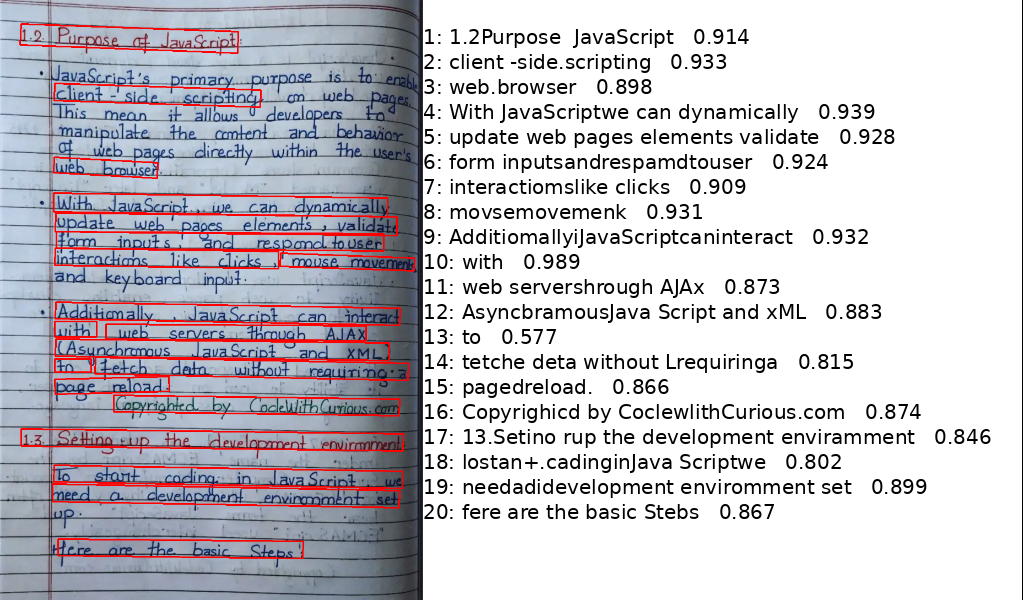 1.2. Purpose of JavaScript.
• JavaScript's primary purpose is to enable
client-side scripting on web pages.
This mean it allows developers to
manipulate the content and behavior
of web pages directly within the user's
web browser.
• With JavaScript, we can dynamically
update web pages elements, validate
form inputs, and respond to user
interactions like clicks, mouse movement,
and keyboard input.
• Additionally, JavaScript can interact
with web servers through AJAX
(Asynchronous JavaScript and XML)
to fetch data without requiring a
page reload.
Copyrighted by CodeWithCurious.com
1.3. Setting up the development environment.
To start coding in JavaScript, we
need a development environment set
up.
Here are the basic Steps:
1: 1.2Purpose JavaScript 0.914
2: client -side.scripting 0.933
3: web.browser 0.898
4: With JavaScriptwe can dynamically 0.939
5: update web pages elements validate 0.928
6: form inputsandrespamdtouser 0.924
7: interactiomslike clicks 0.909
8: movsemovemenk 0.931
9: AdditiomallyiJavaScriptcaninteract 0.932
10: with 0.989
11: web servershrough AJAx 0.873
12: AsyncbramousJava Script and xML 0.883
13: to 0.577
14: tetche deta without Lrequiringa 0.815
15: pagedreload. 0.866
16: Copyrighicd by CoclewlithCurious.com 0.874
17: 13.Setino rup the development enviramment 0.846
18: lostan+.cadinginJava Scriptwe 0.802
19: needadidevelopment enviromment set 0.899
20: fere are the basic Stebs 0.867